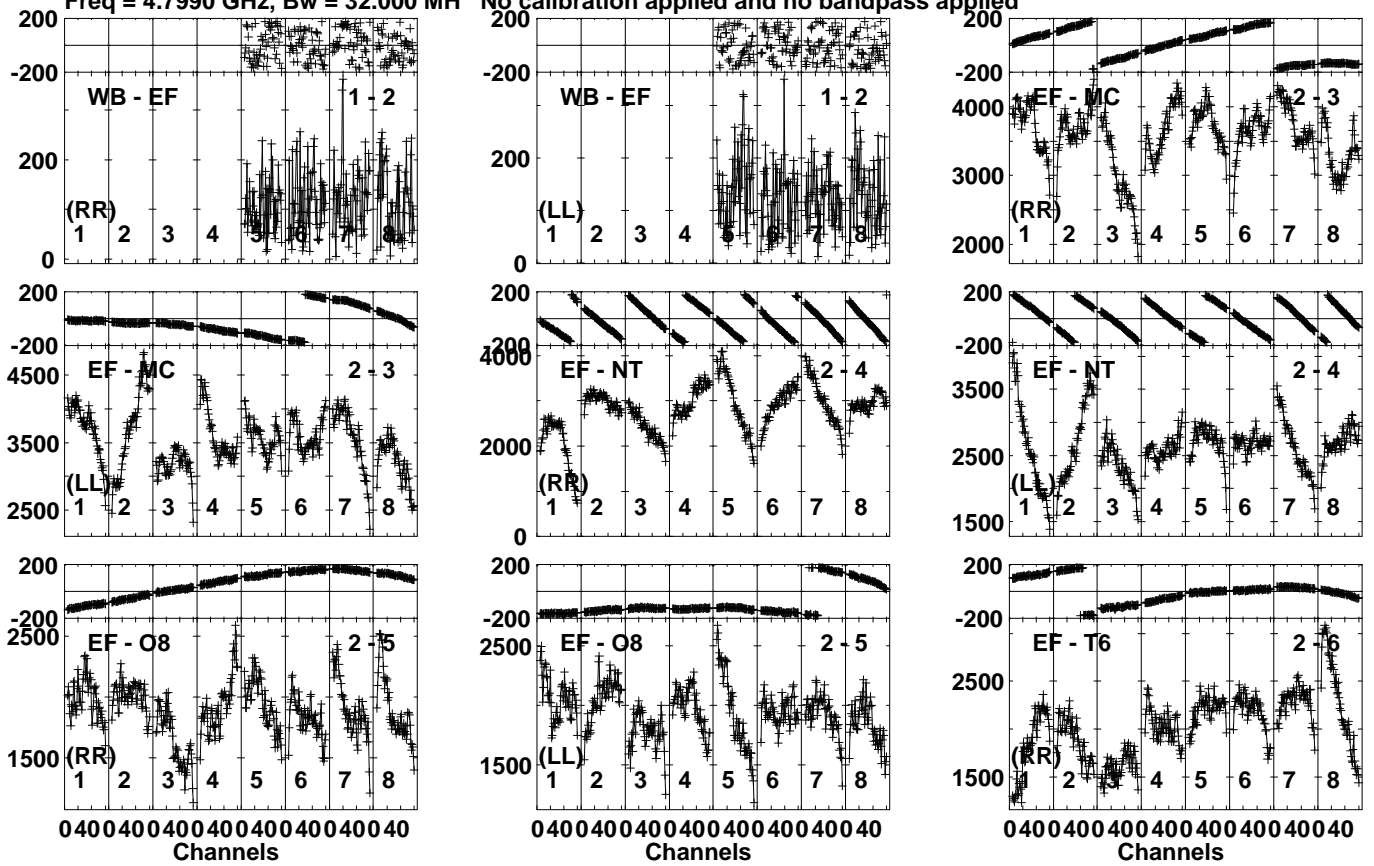 Freq = 4.7990 GHz, Bw = 32.000 MH No calibration applied and no bandpass applied
200
-200
WB - EF 1 - 2
200
0
(RR)
1 2 3 4 5 6 7 8
WB - EF 1 - 2
200
0
(LL)
1 2 3 4 5 6 7 8
200
-200
EF - MC 2 - 3
4000
3000
2000
(RR)
1 2 3 4 5 6 7 8
200
-200
EF - MC 2 - 3
4500
3500
2500
(LL)
1 2 3 4 5 6 7 8
200
-200
EF - NT 2 - 4
4000
2000
0
(RR)
1 2 3 4 5 6 7 8
200
-200
EF - NT 2 - 4
3500
2500
1500
(LL)
1 2 3 4 5 6 7 8
200
-200
EF - O8 2 - 5
2500
1500
(RR)
1 2 3 4 5 6 7 8
040040040040040040040040
Channels
200
-200
EF - O8 2 - 5
2500
1500
(LL)
1 2 3 4 5 6 7 8
040040040040040040040040
Channels
200
-200
EF - T6 2 - 6
2500
1500
(RR)
1 2 3 4 5 6 7 8
040040040040040040040040
Channels